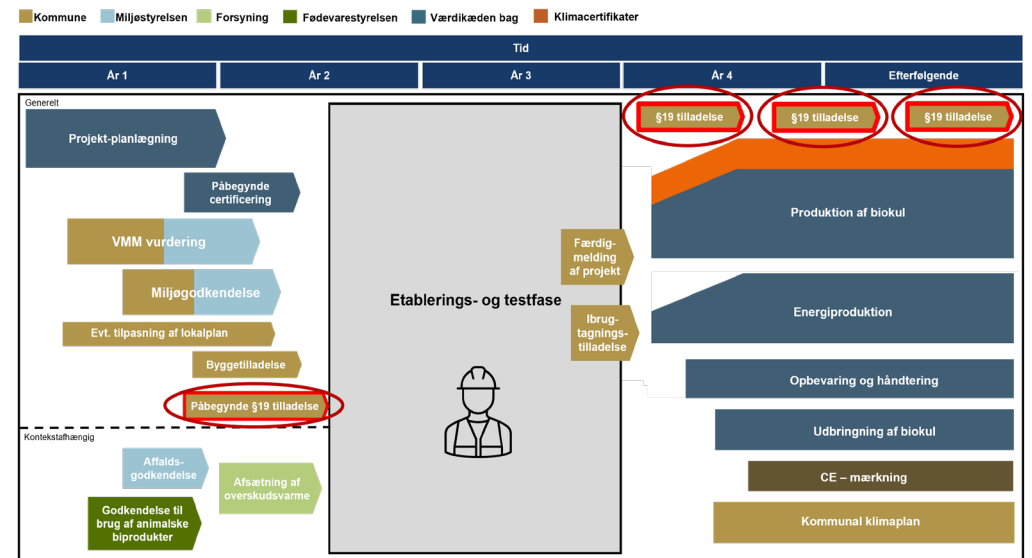 Kommune
Miljøstyrelsen
Forsyning
Fødevarestyrelsen
Værdikæden bag
Klimacertifikater
Tid
År 1
År 2
År 3
År 4
Efterfølgende
Generelt
Projekt-planlægning
Påbegynde
certificering
VMM vurdering
Miljøgodkendelse
Evt. tilpasning af lokalplan
Byggetilladelse
Påbegynde §19 tilladelse
Kontekstafhængig
Affalds-
godkendelse
Godkendelse til
brug af animalske
biprodukter
Afsætning af
overskudsvarme
Etablerings- og testfase
Færdig-
melding
af projekt
Ibrug-
tagnings-
tilladelse
§19 tilladelse
§19 tilladelse
§19 tilladelse
Produktion af biokul
Energiproduktion
Opbevaring og håndtering
Udbringning af biokul
CE – mærkning
Kommunal klimaplan